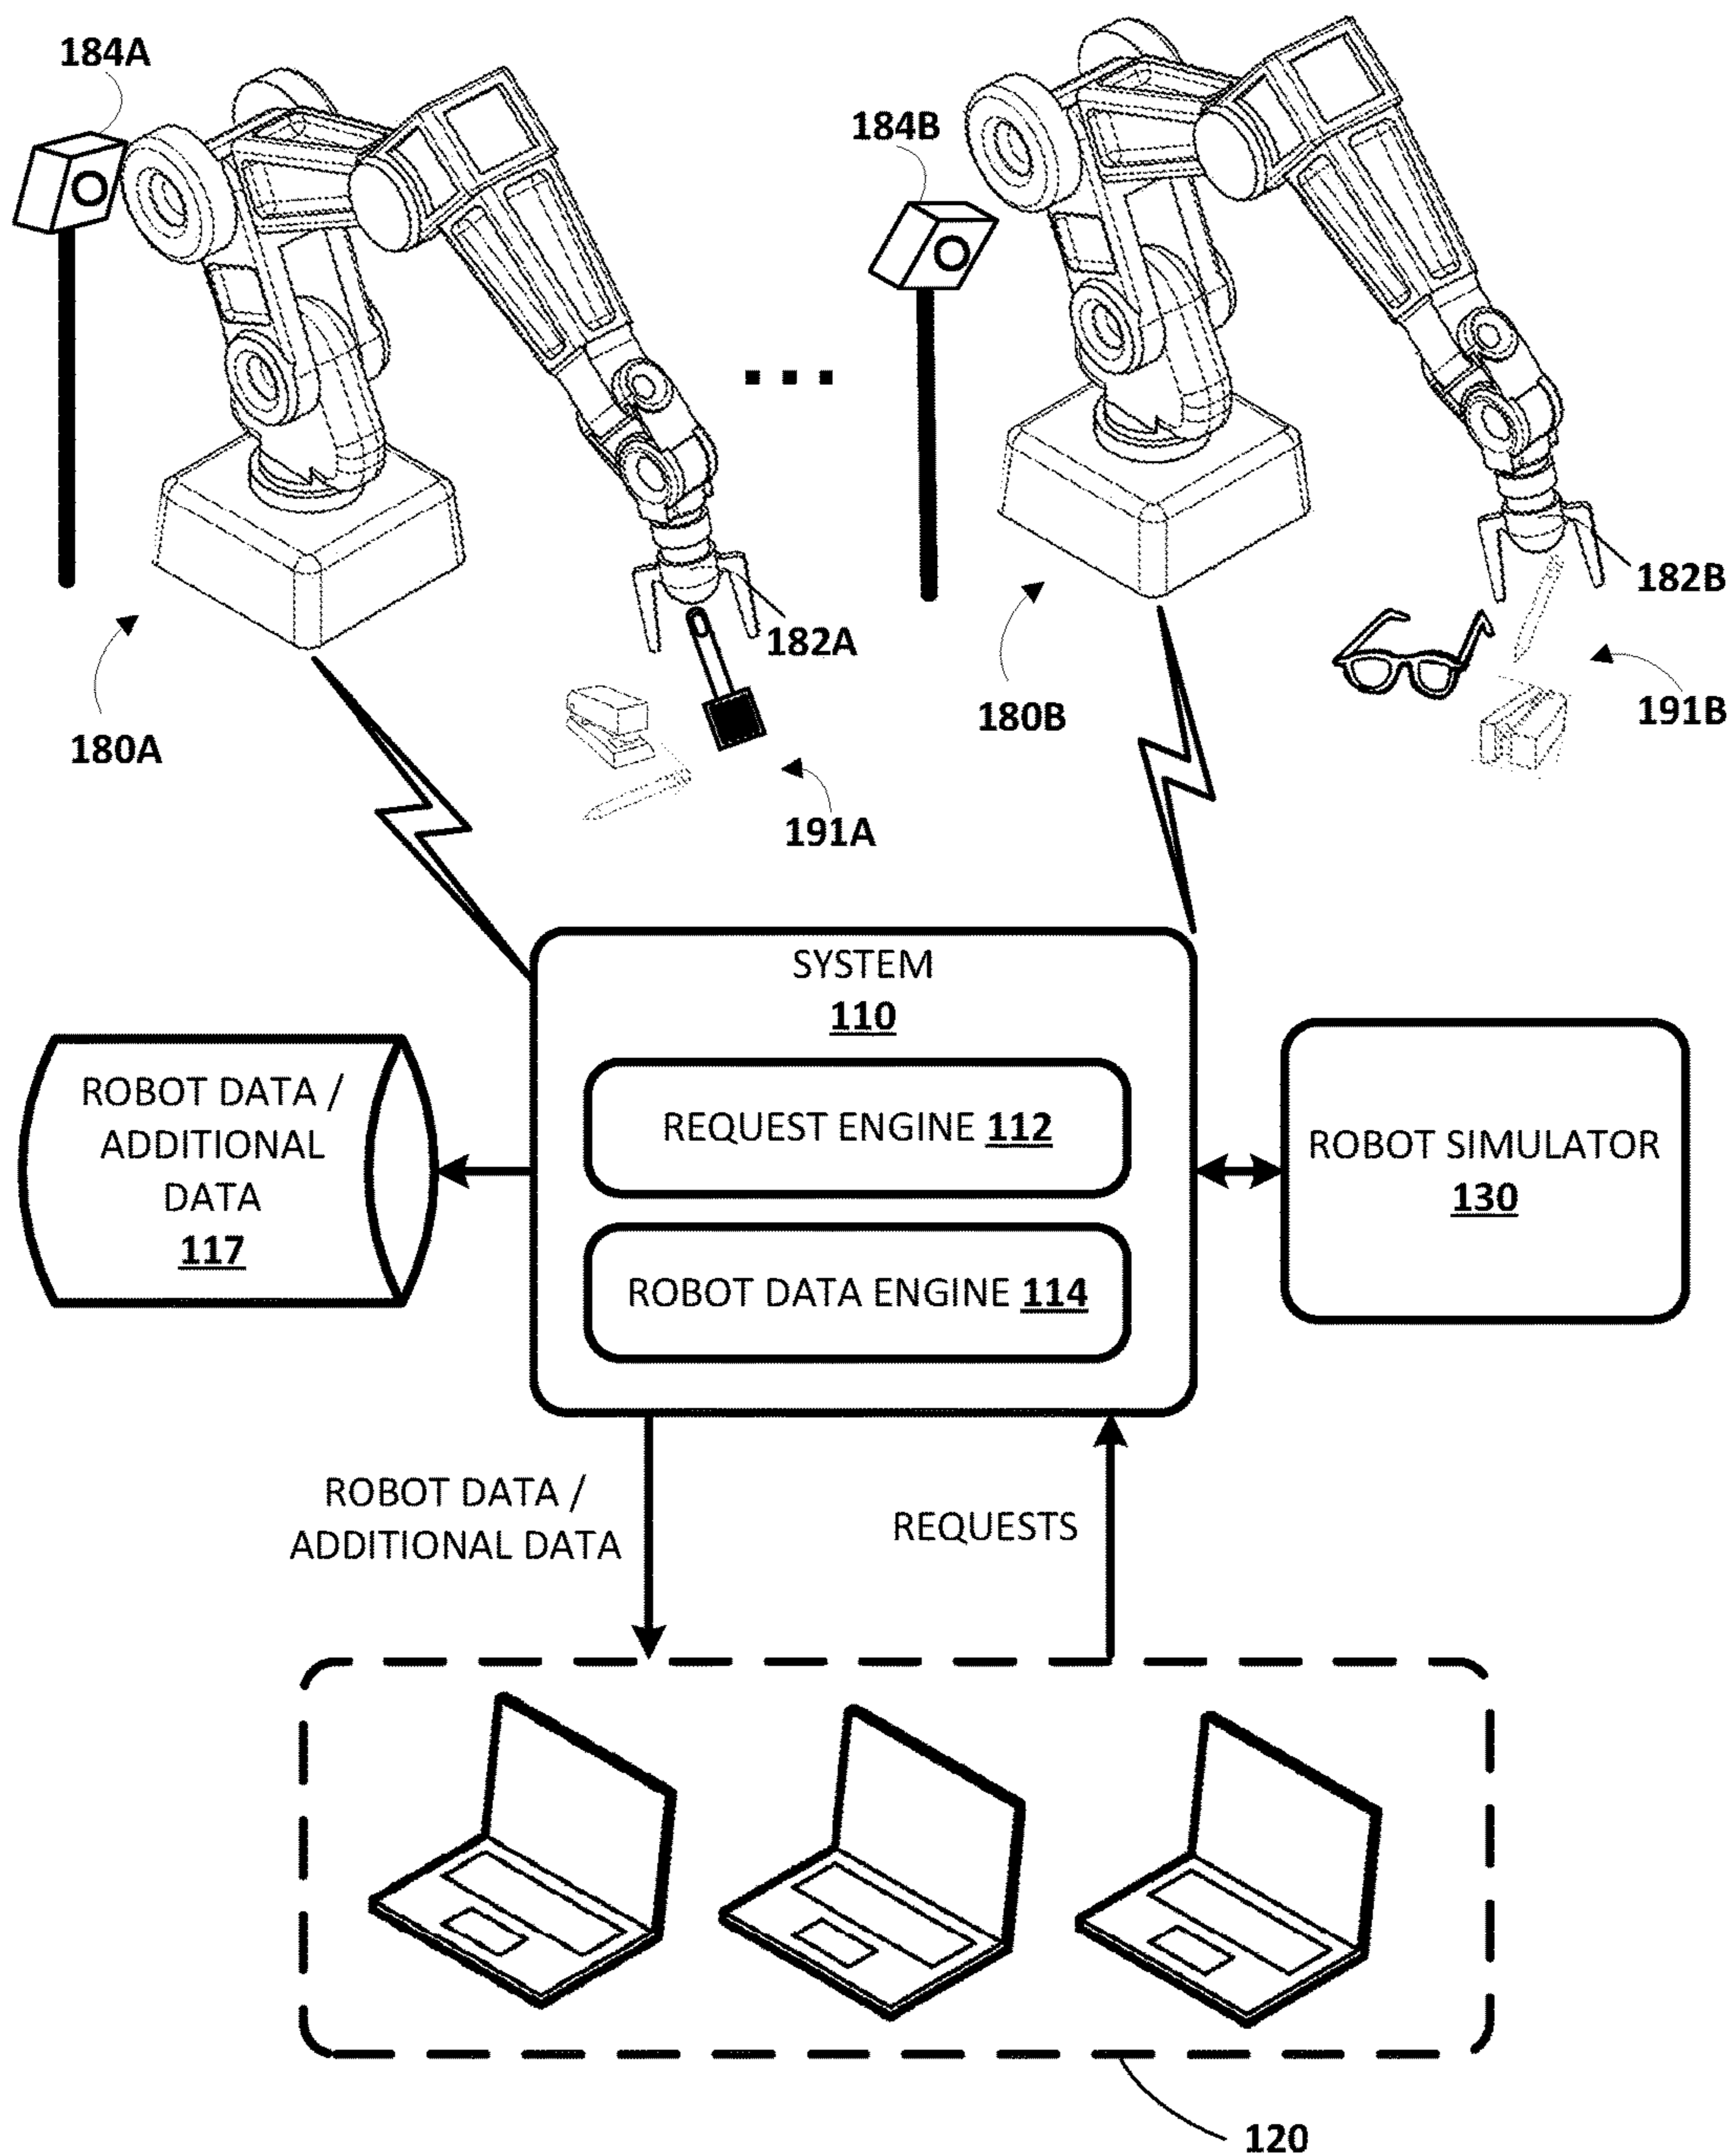 184A
184B
182A
182B
180A
180B
191B
191A
SYSTEM
110
ROBOT DATA /
ADDITIONAL
DATA
117
REQUEST ENGINE 112
ROBOT DATA ENGINE 114
ROBOT SIMULATOR
130
ROBOT DATA /
ADDITIONAL DATA
REQUESTS
120